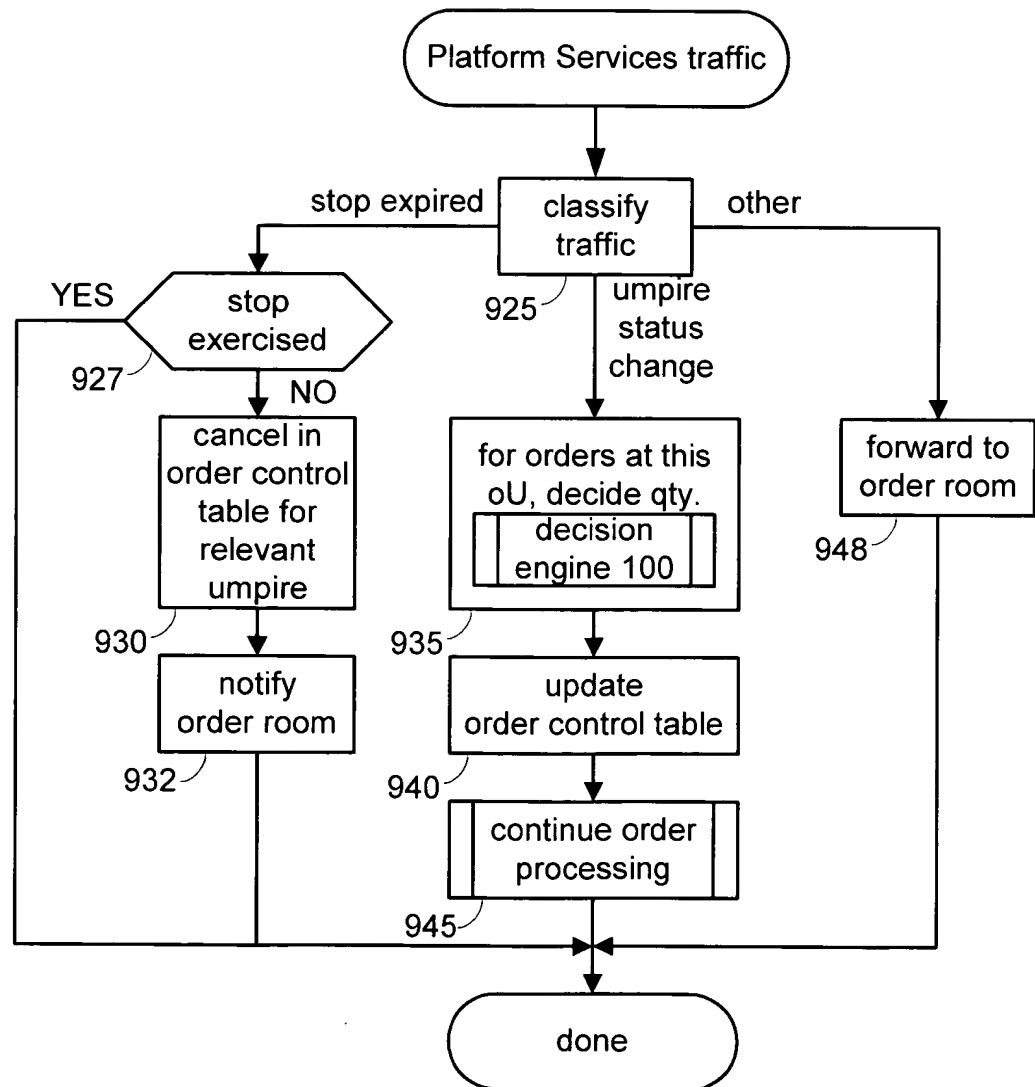 Platform Services traffic
stop expired
classify
traffic
other
925
umpire
status
change
YES
stop
exercised
927
NO
cancel in
order control
table for
relevant
umpire
930
notify
order room
932
for orders at this
oU, decide qty.
decision
engine 100
935
update
order control table
940
continue order
processing
945
forward to
order room
948
done